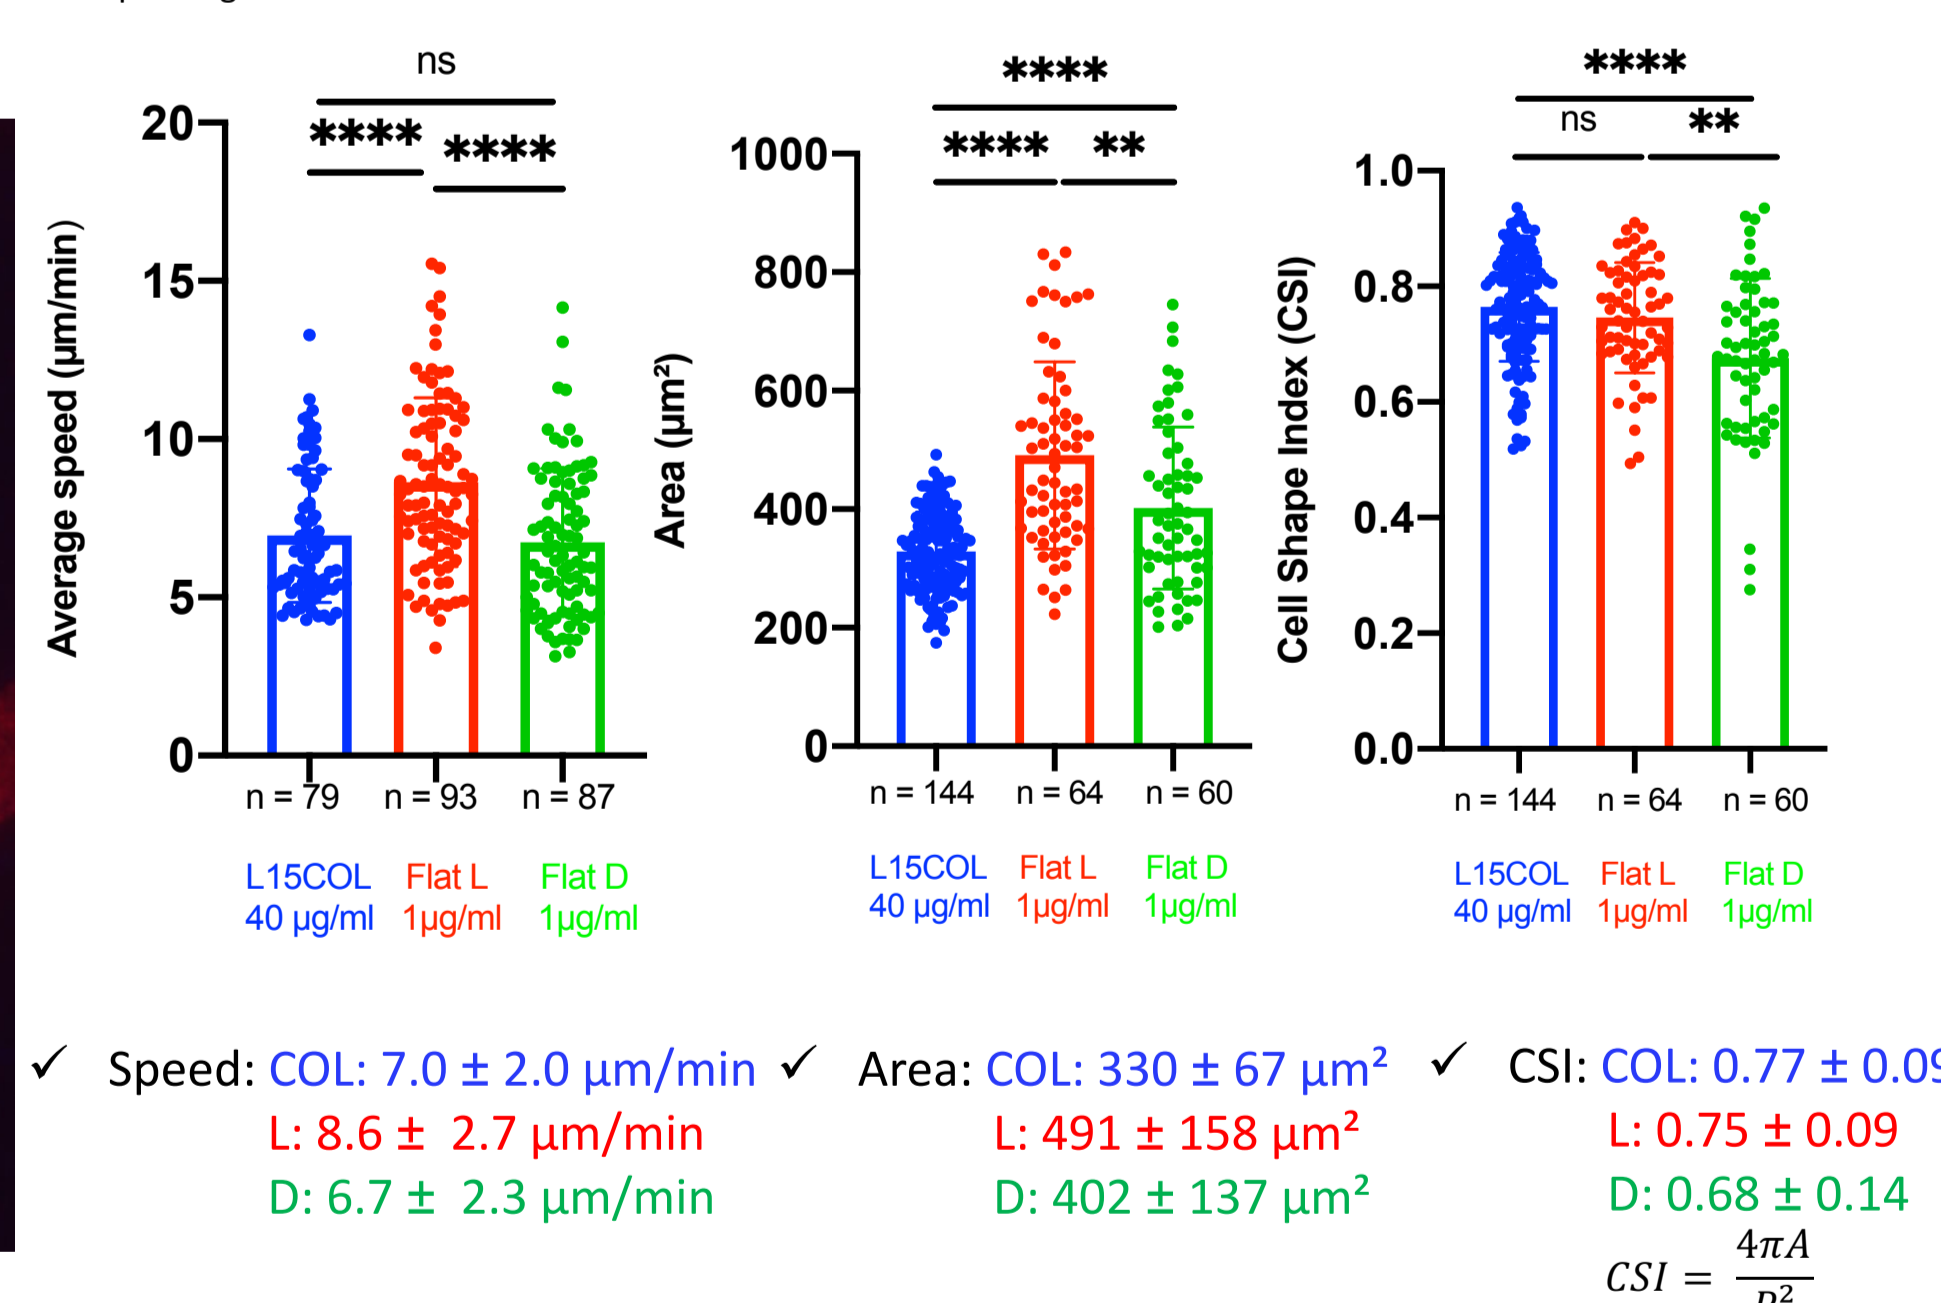 ns
**** ****
Average speed (µm/min)
20
15
10
5
0
n = 79 n = 93 n = 87
L15COL Flat L Flat D
40 µg/ml 1µg/ml 1µg/ml
****
**** **
Area (µm²)
1000
800
600
400
200
0
n = 144 n = 64 n = 60
L15COL Flat L Flat D
40 µg/ml 1µg/ml 1µg/ml
****
ns **
Cell Shape Index (CSI)
1.0
0.8
0.6
0.4
0.2
0.0
n = 144 n = 64 n = 60
L15COL Flat L Flat D
40 µg/ml 1µg/ml 1µg/ml
✓ Speed: COL: 7.0 ± 2.0 µm/min
L: 8.6 ± 2.7 µm/min
D: 6.7 ± 2.3 µm/min
✓ Area: COL: 330 ± 67 µm²
L: 491 ± 158 µm²
D: 402 ± 137 µm²
✓ CSI: COL: 0.77 ± 0.09
L: 0.75 ± 0.09
D: 0.68 ± 0.14
CSI = 4πA / P²